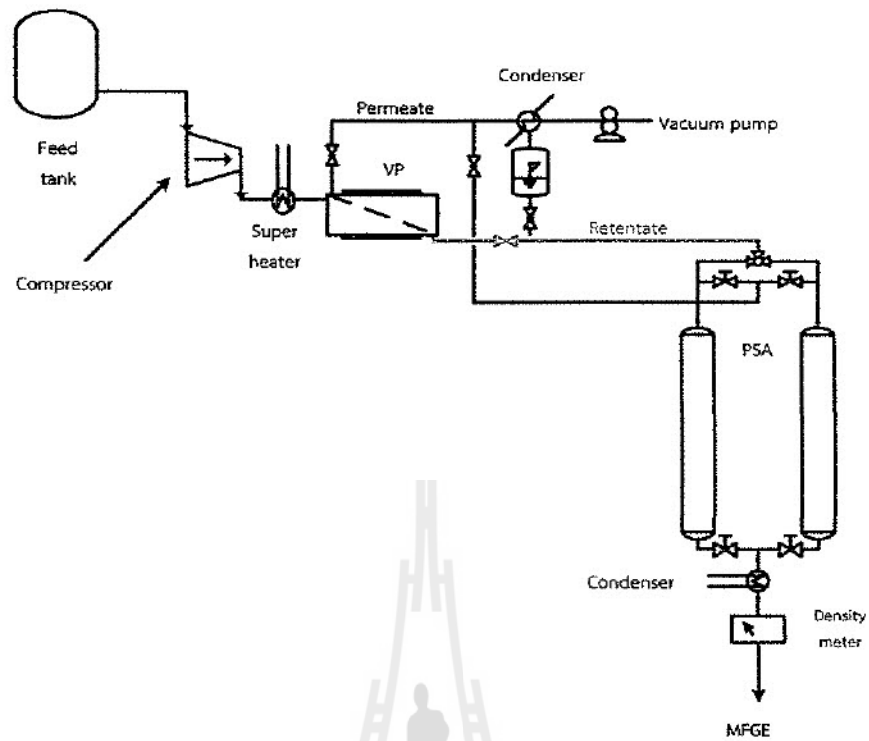 Condenser
Permeate
Vacuum pump
Feed
tank
VP
Super
heater
Retentate
Compressor
PSA
Condenser
Density
meter
MFGE